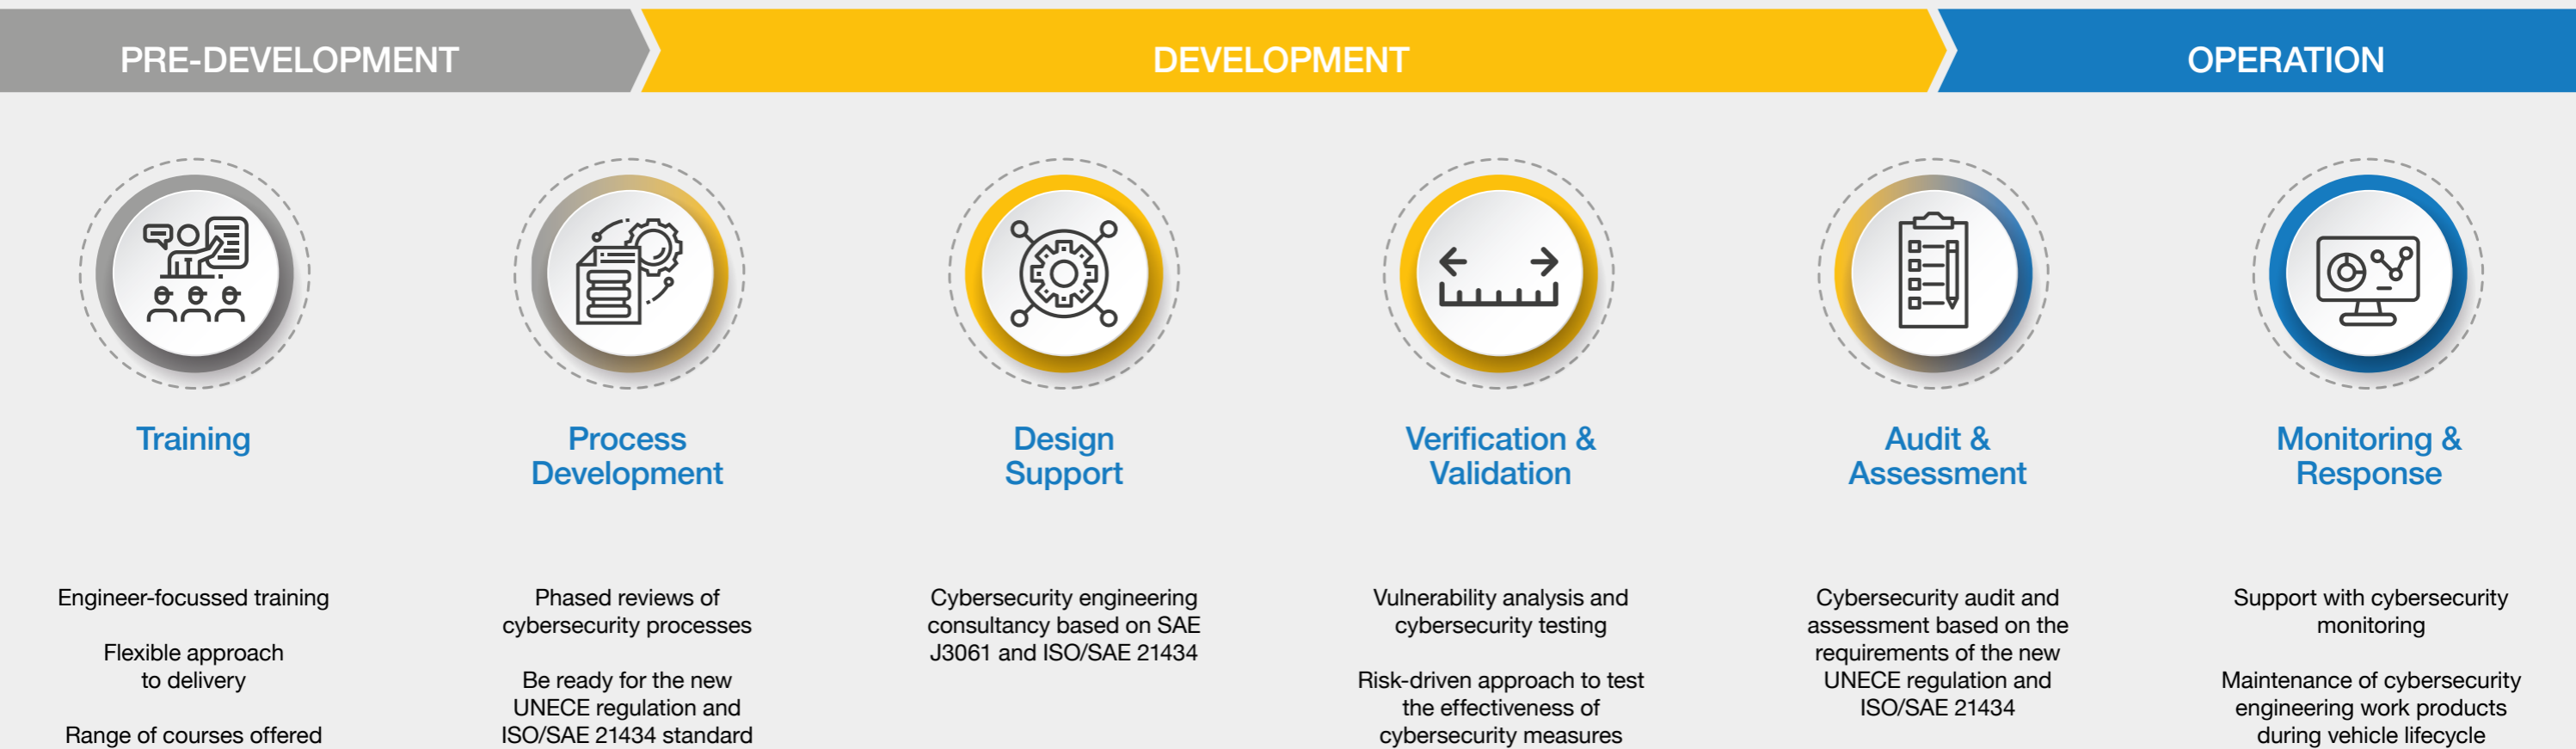 PRE-DEVELOPMENT
DEVELOPMENT
OPERATION
Training
Process
Development
Design
Support
Verification &
Validation
Audit &
Assessment
Monitoring &
Response
Engineer-focussed training
Flexible approach
to delivery
Range of courses offered
Phased reviews of
cybersecurity processes
Be ready for the new
UNECE regulation and
ISO/SAE 21434 standard
Cybersecurity engineering
consultancy based on SAE
J3061 and ISO/SAE 21434
Vulnerability analysis and
cybersecurity testing
Risk-driven approach to test
the effectiveness of
cybersecurity measures
Cybersecurity audit and
assessment based on the
requirements of the new
UNECE regulation and
ISO/SAE 21434
Support with cybersecurity
monitoring
Maintenance of cybersecurity
engineering work products
during vehicle lifecycle